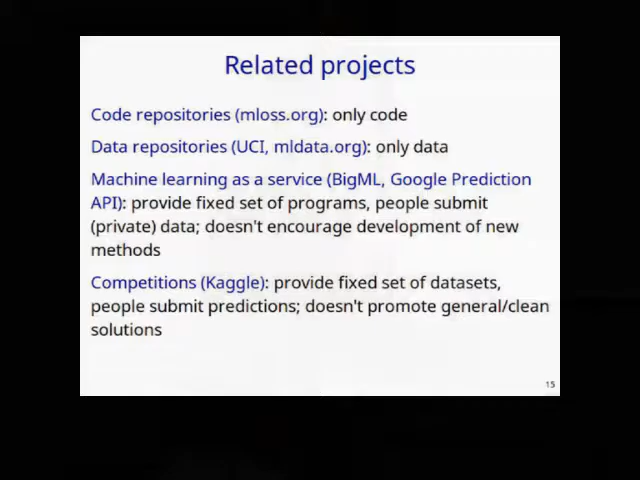 Related projects
Code repositories (mloss.org): only code
Data repositories (UCI, mldata.org): only data
Machine learning as a service (BigML, Google Prediction
API): provide fixed set of programs, people submit
(private) data; doesn't encourage development of new
methods
Competitions (Kaggle): provide fixed set of datasets,
people submit predictions; doesn't promote general/clean
solutions
15